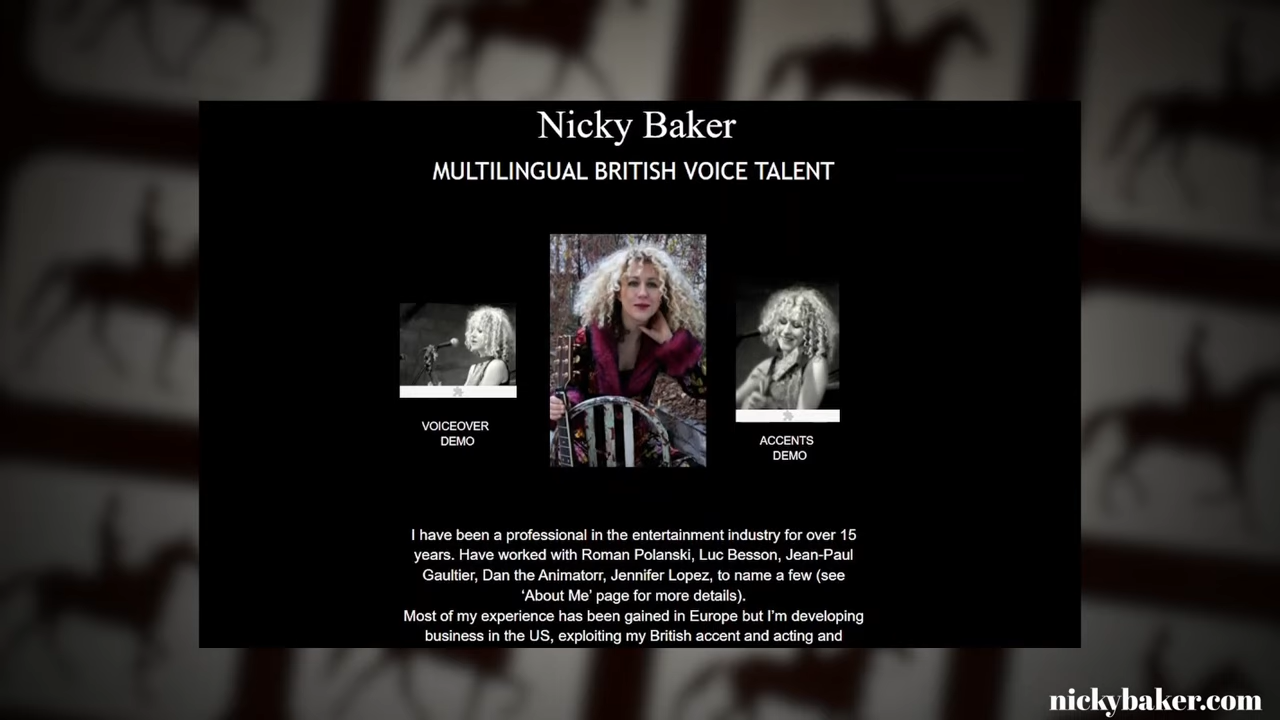 Nicky Baker
MULTILINGUAL BRITISH VOICE TALENT
VOICEOVER
DEMO
ACCENTS
DEMO
I have been a professional in the entertainment industry for over 15
years. Have worked with Roman Polanski, Luc Besson, Jean-Paul
Gaultier, Dan the Animatorr, Jennifer Lopez, to name a few (see
‘About Me’ page for more details).
Most of my experience has been gained in Europe but I’m developing
business in the US, exploiting my British accent and acting and
nickybaker.com